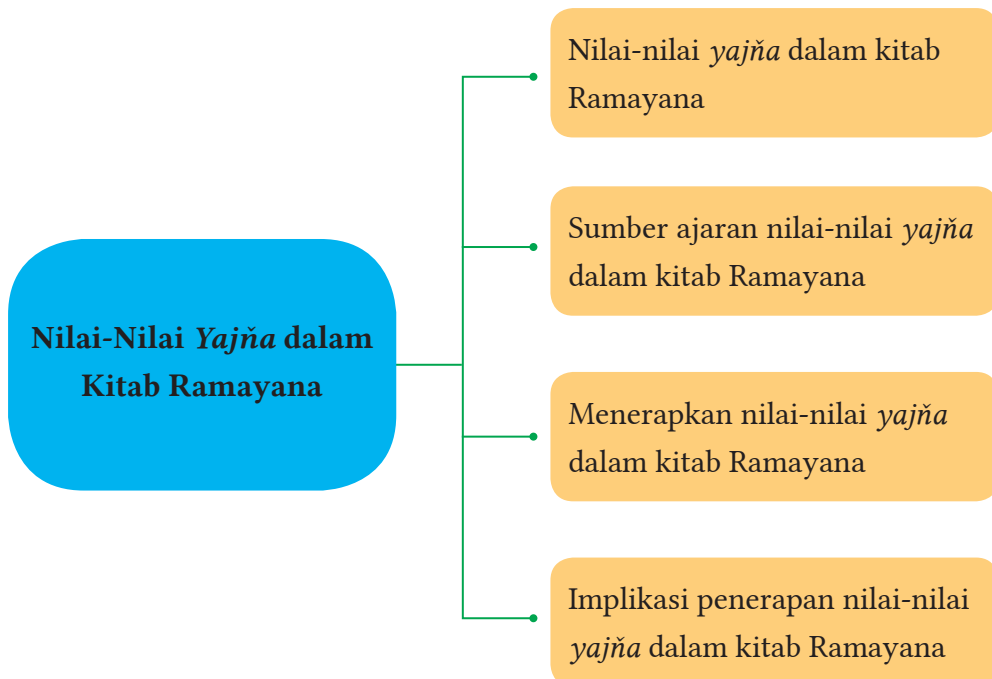 Nilai-nilai yajňa dalam kitab
Ramayana
Sumber ajaran nilai-nilai yajňa
dalam kitab Ramayana
Nilai-Nilai Yajňa dalam
Kitab Ramayana
Menerapkan nilai-nilai yajňa
dalam kitab Ramayana
Implikasi penerapan nilai-nilai
yajňa dalam kitab Ramayana